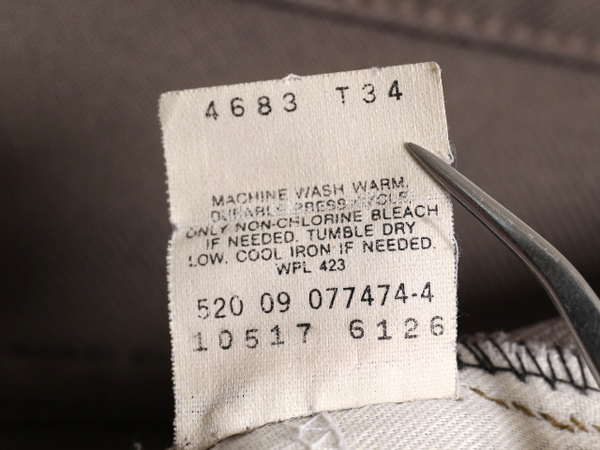 4683 T34
MACHINE WASH WARM,
DURABLE PRESS CYCLE.
ONLY NON-CHLORINE BLEACH
IF NEEDED. TUMBLE DRY
LOW. COOL IRON IF NEEDED.
WPL 423
520 09 077474-4
10517 6126